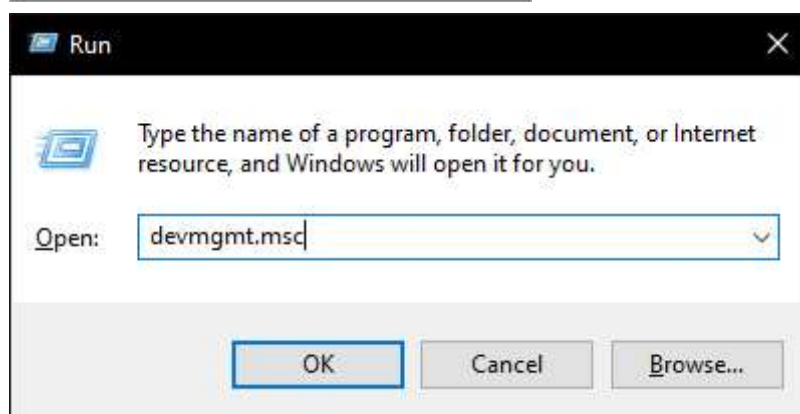 Run
Type the name of a program, folder, document, or Internet
resource, and Windows will open it for you.
Open: devmgmt.msc
OK Cancel Browse...